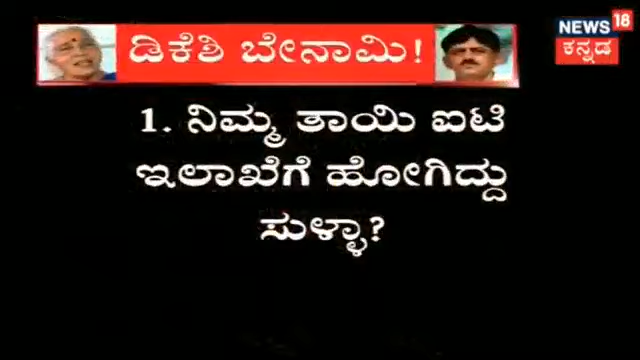 ಡಿಕೆಶಿ ಬೇನಾಮಿ!
NEWS 18
ಕನ್ನಡ
1. ನಿಮ್ಮ ತಾಯಿ ಐಟಿ
ಇಲಾಖೆಗೆ ಹೋಗಿದ್ದು
ಸುಳ್ಳಾ?